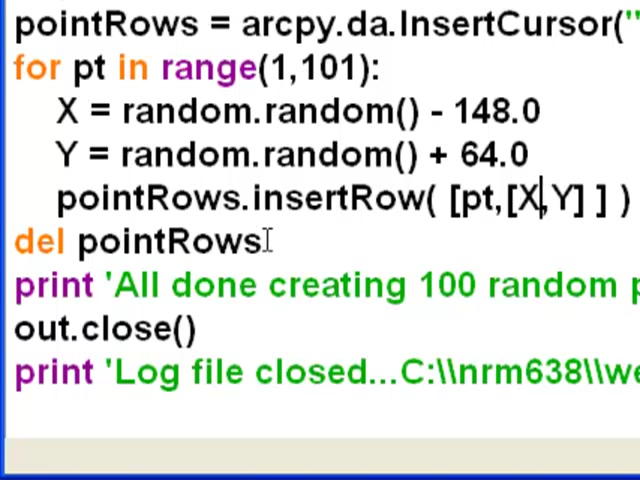 pointRows = arcpy.da.InsertCursor("
for pt in range(1,101):
X = random.random() - 148.0
Y = random.random() + 64.0
pointRows.insertRow( [pt,[X,Y] ] )
del pointRows
print 'All done creating 100 random p
out.close()
print 'Log file closed...C:\\nrm638\\we